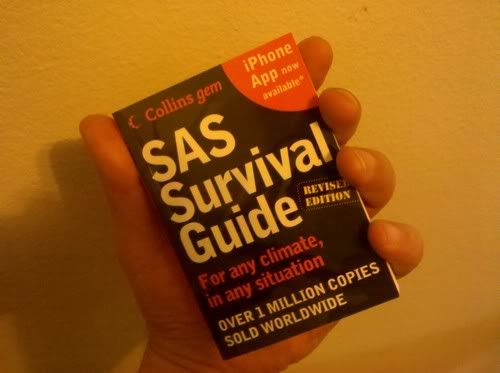 Collins gem
iPhone
App now
available*
SAS
Survival
Guide
REVISED
EDITION
For any climate,
in any situation
OVER 1 MILLION COPIES
SOLD WORLDWIDE